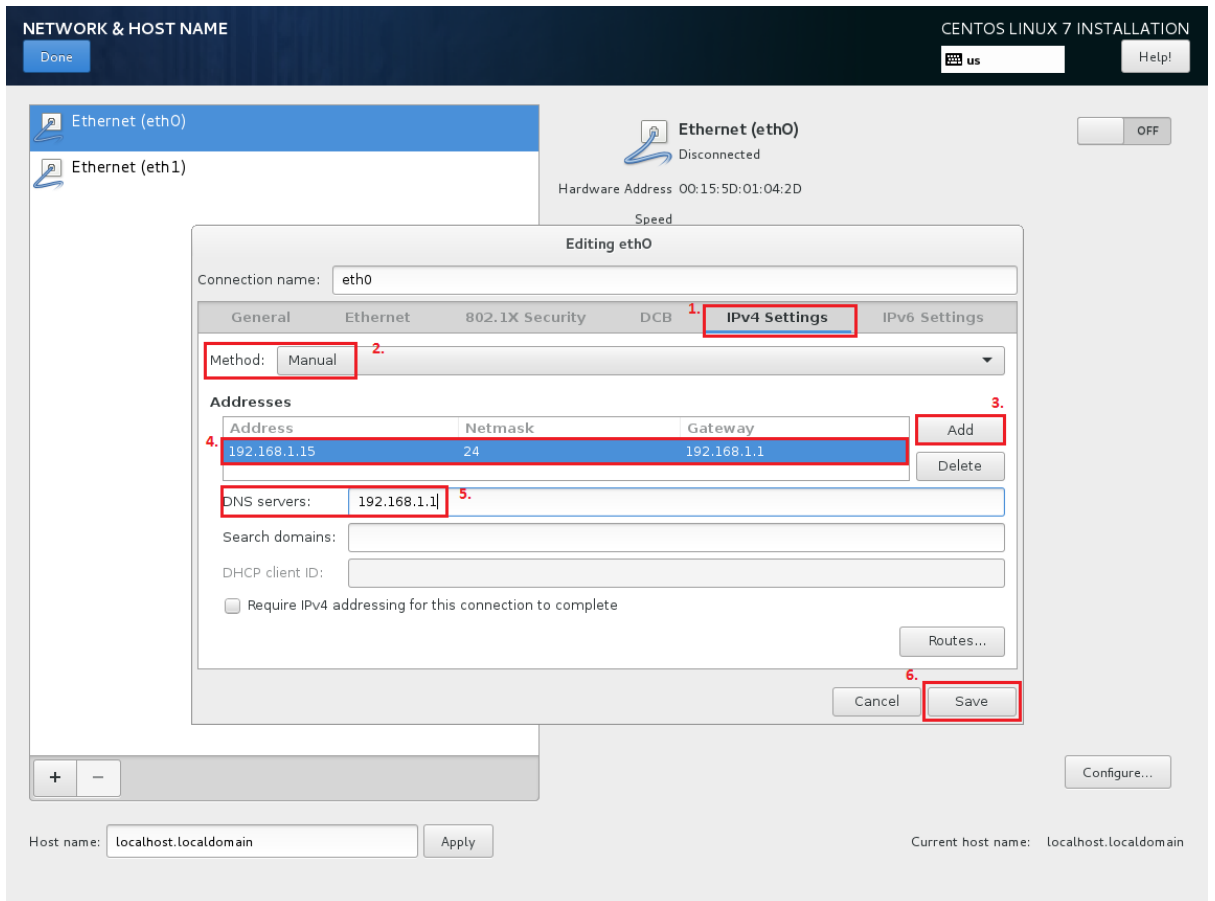 NETWORK & HOST NAME
CENTOS LINUX 7 INSTALLATION
Done
us
Help!
Ethernet (eth0)
Ethernet (eth1)
Ethernet (eth0)
Disconnected
OFF
Hardware Address 00:15:5D:01:04:2D
Speed
Editing eth0
Connection name: eth0
General Ethernet 802.1X Security DCB 1. IPv4 Settings IPv6 Settings
Method: Manual 2.
Addresses
3.
Address Netmask Gateway
Add
4. 192.168.1.15 24 192.168.1.1
Delete
DNS servers: 192.168.1.1 5.
Search domains:
DHCP client ID:
Require IPv4 addressing for this connection to complete
Routes...
6.
Cancel Save
+ −
Configure...
Host name: localhost.localdomain Apply
Current host name: localhost.localdomain